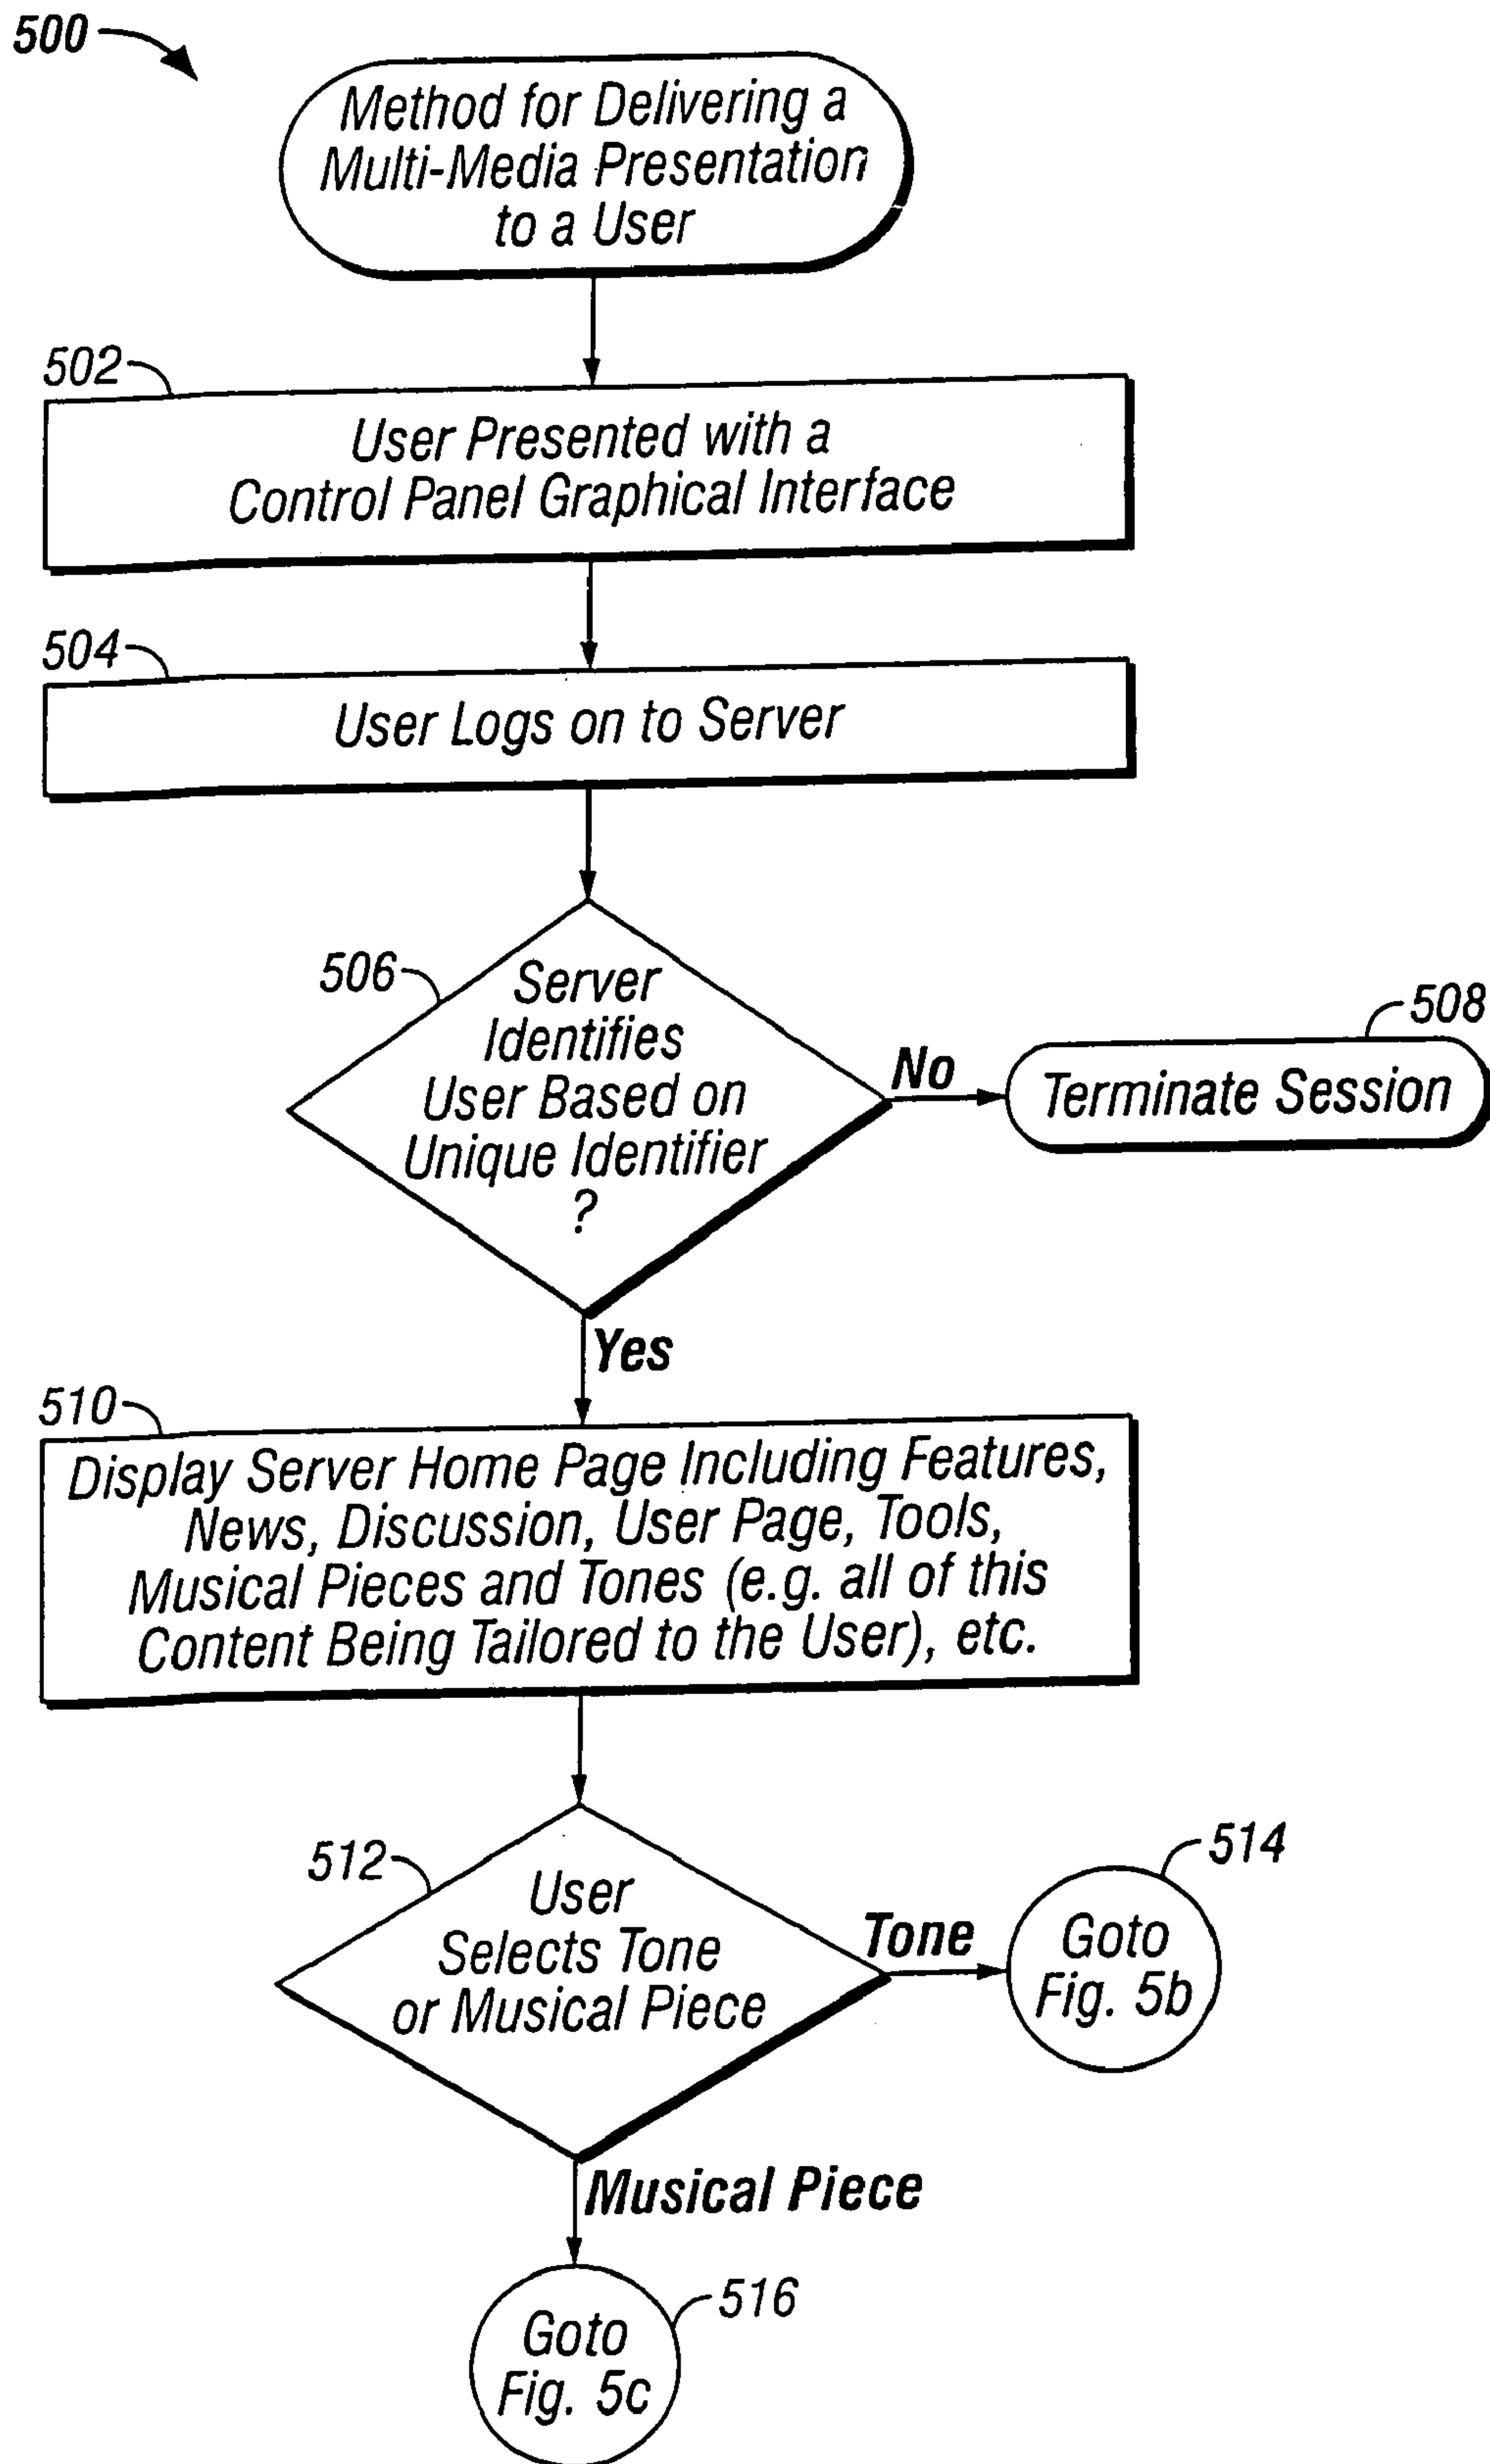 500
Method for Delivering a
Multi-Media Presentation
to a User
502
User Presented with a
Control Panel Graphical Interface
504
User Logs on to Server
506
Server
Identifies
User Based on
Unique Identifier
?
No
508
Terminate Session
Yes
510
Display Server Home Page Including Features,
News, Discussion, User Page, Tools,
Musical Pieces and Tones (e.g. all of this
Content Being Tailored to the User), etc.
512
User
Selects Tone
or Musical Piece
Tone
514
Goto
Fig. 5b
Musical Piece
516
Goto
Fig. 5c